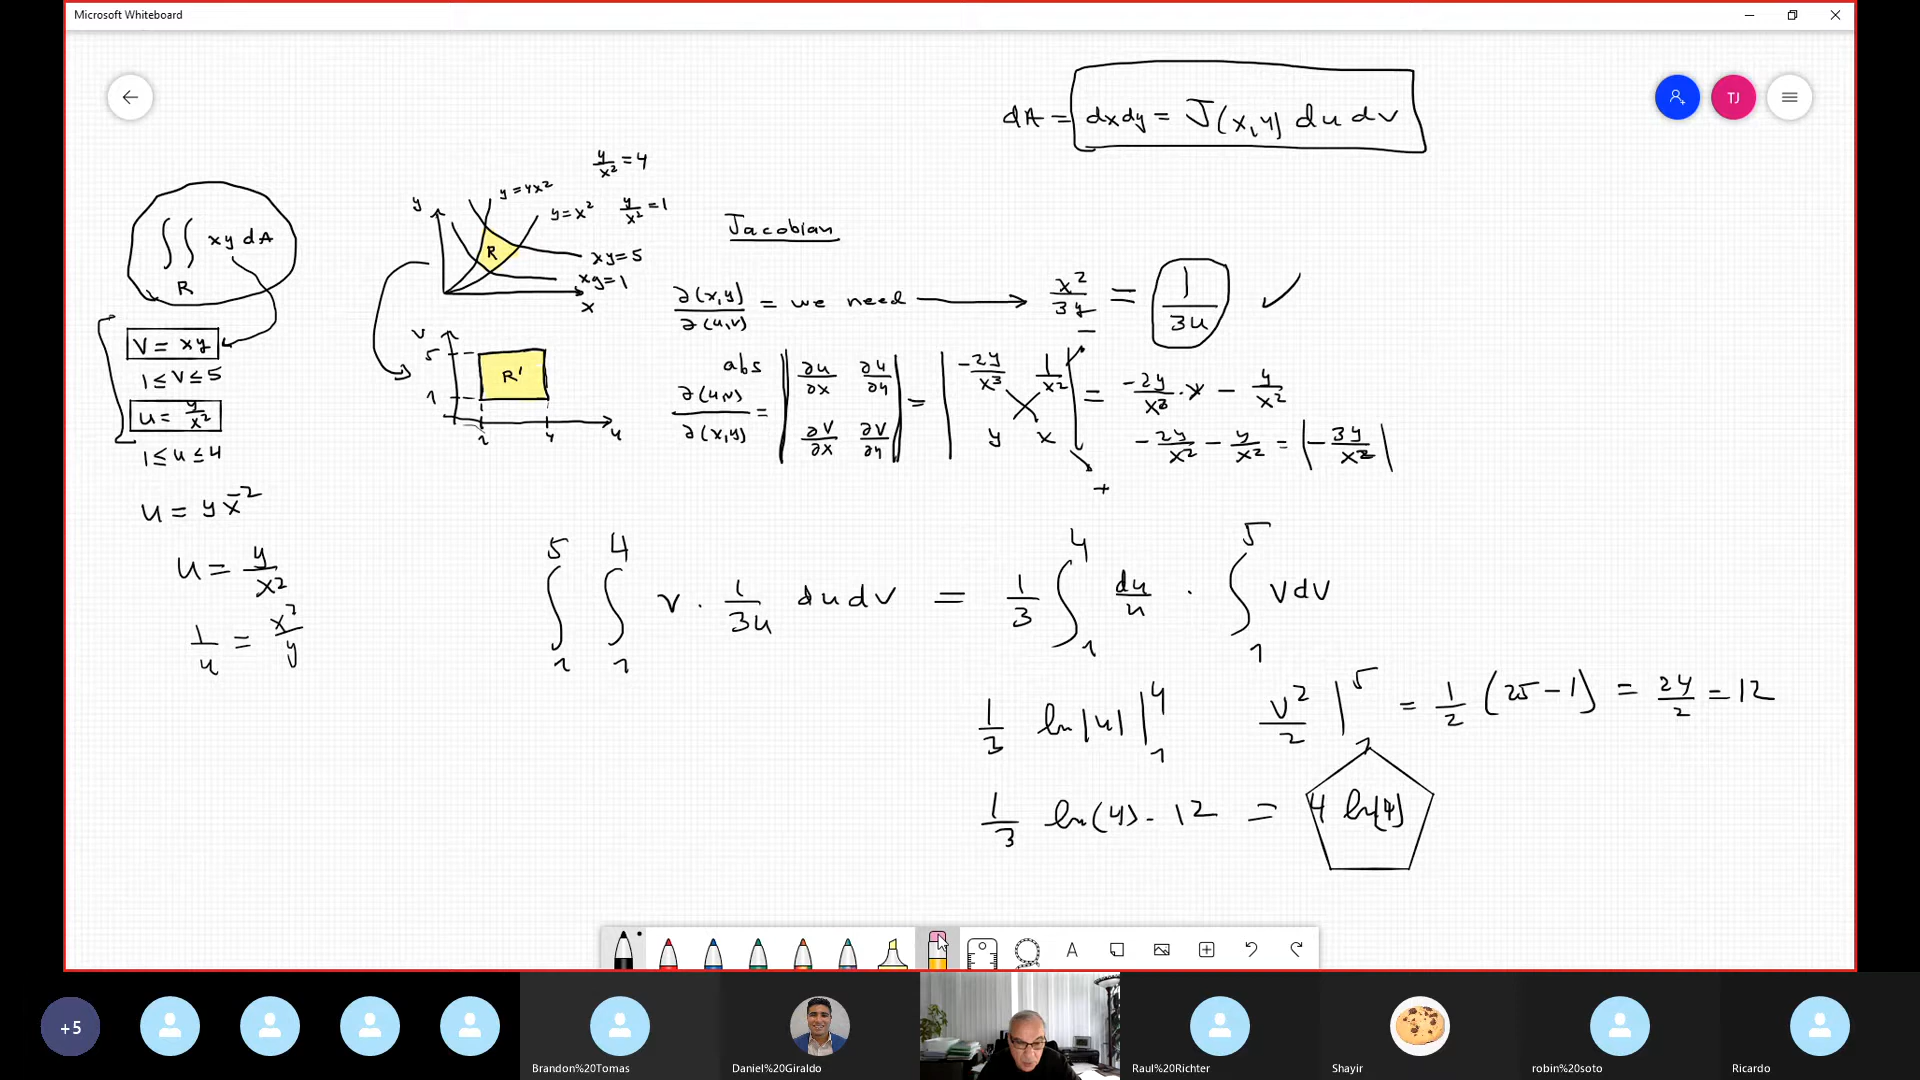 Microsoft Whiteboard
dA = dxdy = J(x,y) du dv
TJ
y/x² = 4
y = 4x²
y = x²
y/x² = 1
y
R
xy = 5
xy = 1
x
∬ xy dA
R
Jacobian
∂(x,y)/∂(u,v) = we need ⟶ x²/3y = 1/3u ✓
V = xy
1 ≤ v ≤ 5
u = y/x²
1 ≤ u ≤ 4
v
5
R'
1
1 4 u
abs
∂(u,v)/∂(x,y) = | ∂u/∂x ∂u/∂y | = | -2y/x³ 1/x² | = -2y/x³ · x - y/x²
| ∂v/∂x ∂v/∂y | | y x |
-2y/x² - y/x² = |-3y/x²|
- +
u = y x⁻²
u = y/x²
1/u = x²/y
∫₁⁵ ∫₁⁴ v · 1/3u du dv = 1/3 ∫₁⁴ du/u · ∫₁⁵ v dv
1/3 ln|u| |₁⁴ v²/2 |₁⁵ = 1/2 (25 - 1) = 24/2 = 12
1/3 ln(4) · 12 = 4 ln(4)
A
+5
Brandon%20Tomas
Daniel%20Giraldo
Raul%20Richter
Shayir
robin%20soto
Ricardo